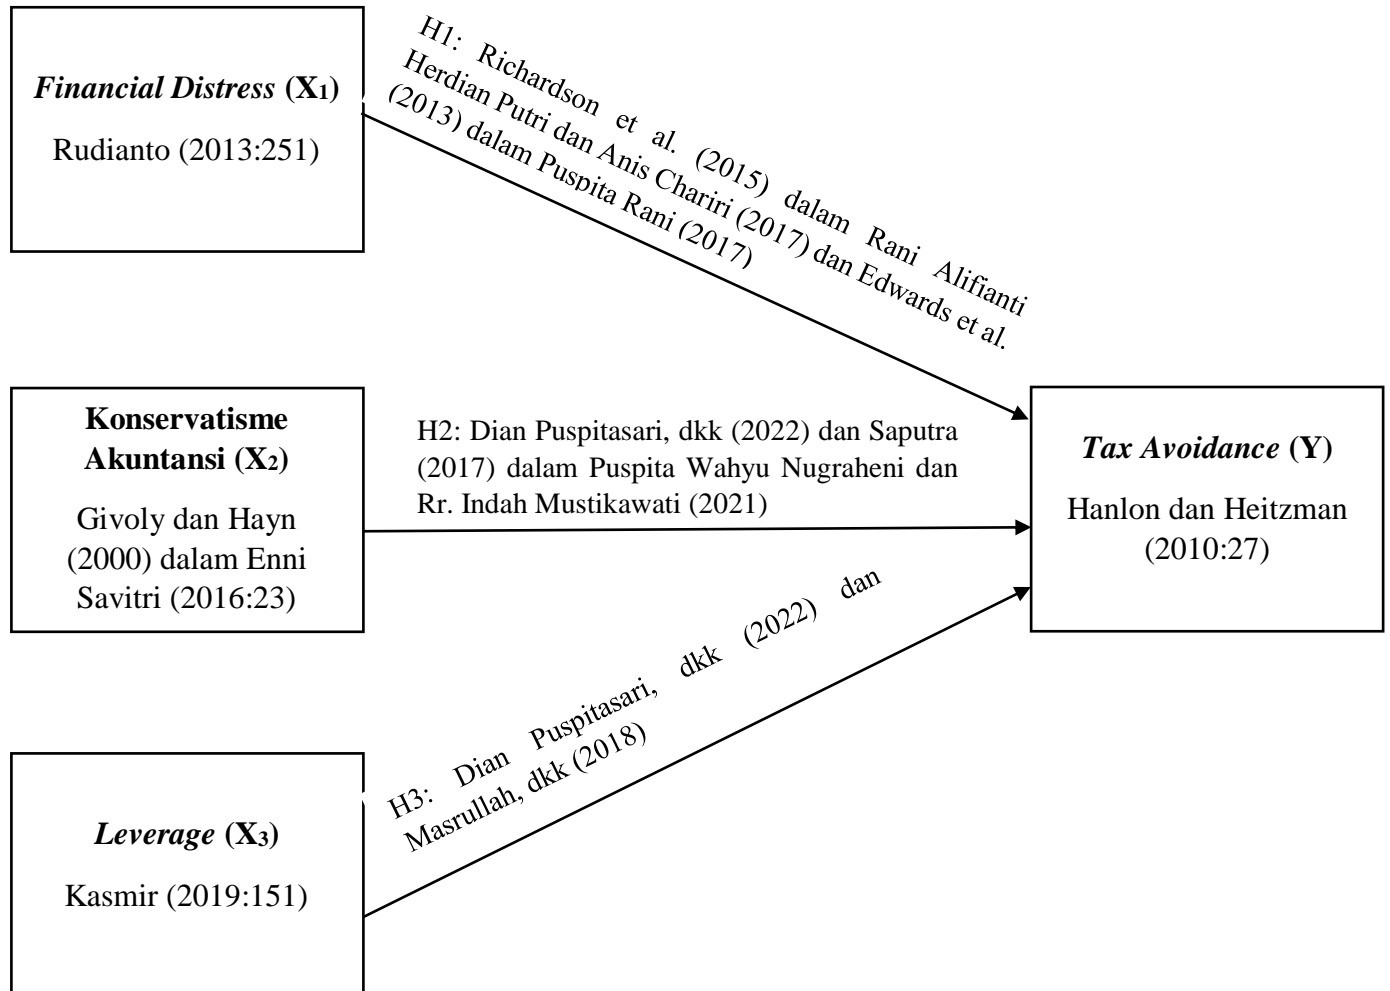 Financial Distress (X1)
Rudianto (2013:251)
H1: Richardson et al. (2015) dalam Rani Alifianti
Herdian Putri dan Anis Chariri (2017) dan Edwards et al.
(2013) dalam Puspita Rani (2017)
Konservatisme
Akuntansi (X2)
Givoly dan Hayn
(2000) dalam Enni
Savitri (2016:23)
H2: Dian Puspitasari, dkk (2022) dan Saputra
(2017) dalam Puspita Wahyu Nugraheni dan
Rr. Indah Mustikawati (2021)
Tax Avoidance (Y)
Hanlon dan Heitzman
(2010:27)
H3: Dian Puspitasari, dkk (2022) dan
Masrullah, dkk (2018)
Leverage (X3)
Kasmir (2019:151)